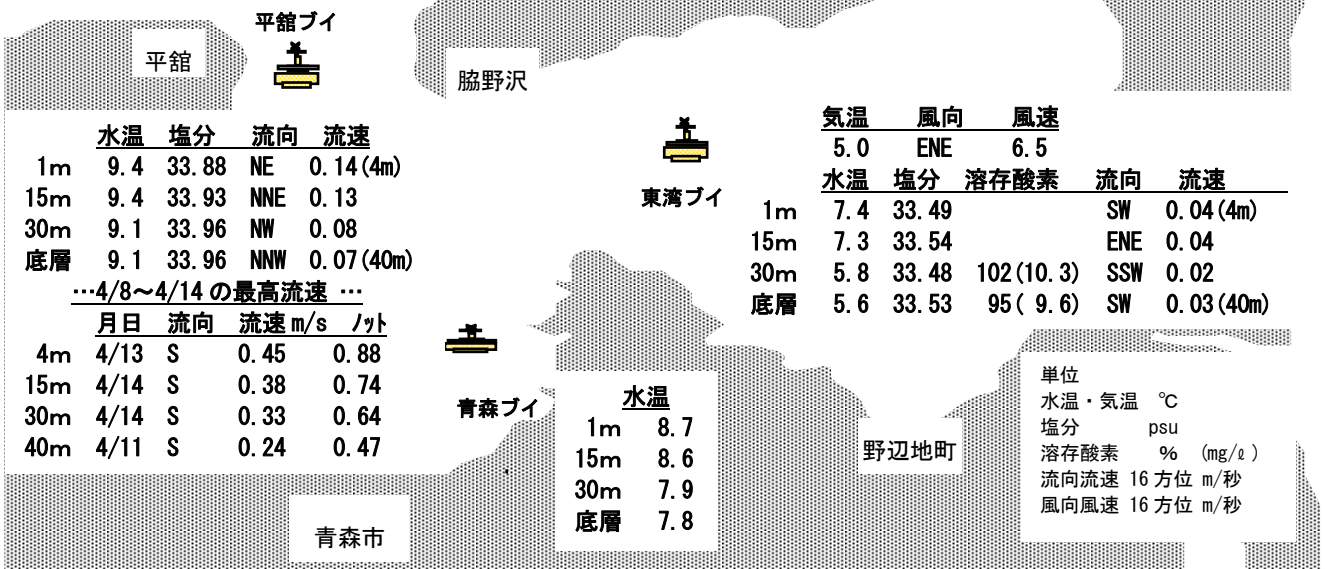 平舘ブイ
平舘
脇野沢
水温 塩分 流向 流速
1m 9.4 33.88 NE 0.14(4m)
15m 9.4 33.93 NNE 0.13
30m 9.1 33.96 NW 0.08
底層 9.1 33.96 NNW 0.07(40m)
…4/8～4/14の最高流速 …
月日 流向 流速m/s ノット
4m 4/13 S 0.45 0.88
15m 4/14 S 0.38 0.74
30m 4/14 S 0.33 0.64
40m 4/11 S 0.24 0.47
東湾ブイ
気温 風向 風速
5.0 ENE 6.5
水温 塩分 溶存酸素 流向 流速
1m 7.4 33.49 SW 0.04(4m)
15m 7.3 33.54 ENE 0.04
30m 5.8 33.48 102(10.3) SSW 0.02
底層 5.6 33.53 95( 9.6) SW 0.03(40m)
青森ブイ
水温
1m 8.7
15m 8.6
30m 7.9
底層 7.8
野辺地町
青森市
単位
水温・気温 ℃
塩分 psu
溶存酸素 % (mg/ℓ)
流向流速 16方位 m/秒
風向風速 16方位 m/秒